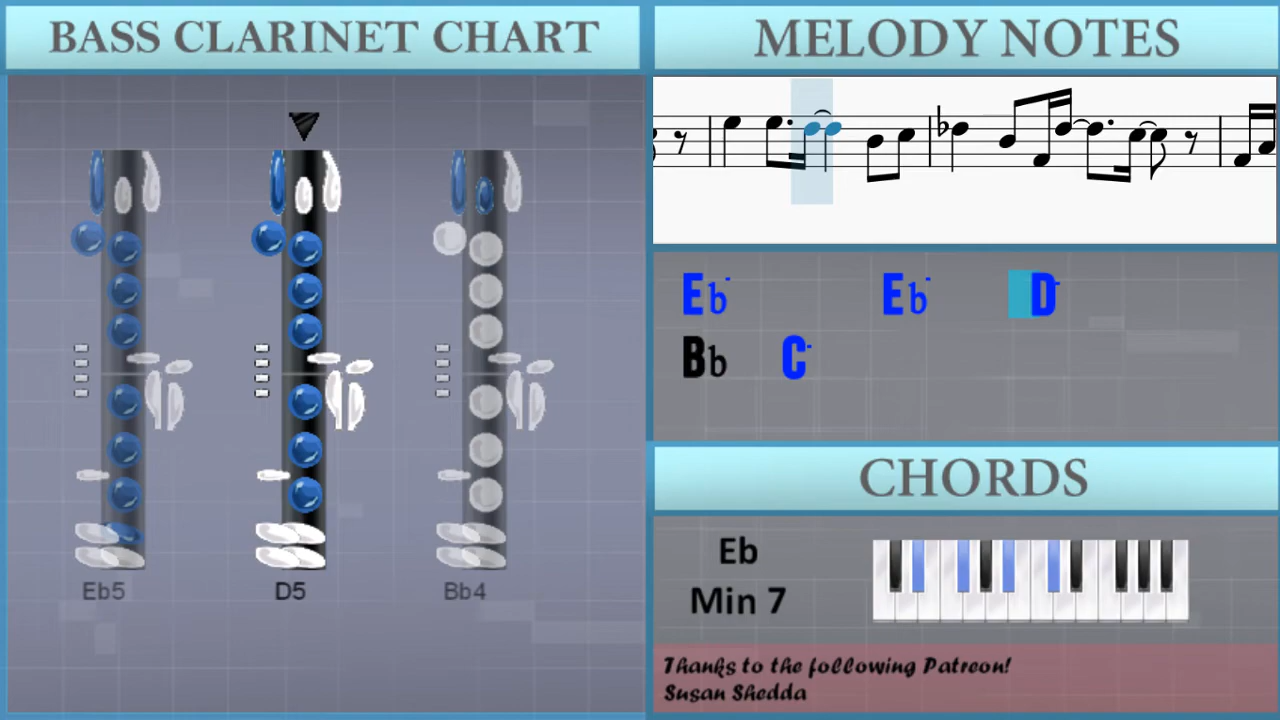 BASS CLARINET CHART
Eb5 D5 Bb4
MELODY NOTES
Eb- Eb- D-
Bb C-
CHORDS
Eb
Min 7
Thanks to the following Patreon!
Susan Shedda